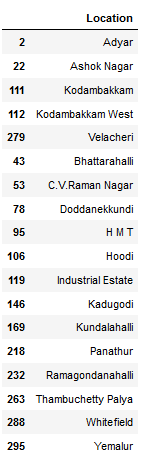 Location
2 Adyar
22 Ashok Nagar
111 Kodambakkam
112 Kodambakkam West
279 Velacheri
43 Bhattarahalli
53 C.V.Raman Nagar
78 Doddanekkundi
95 H M T
106 Hoodi
119 Industrial Estate
146 Kadugodi
169 Kundalahalli
218 Panathur
232 Ramagondanahalli
263 Thambuchetty Palya
288 Whitefield
295 Yemalur